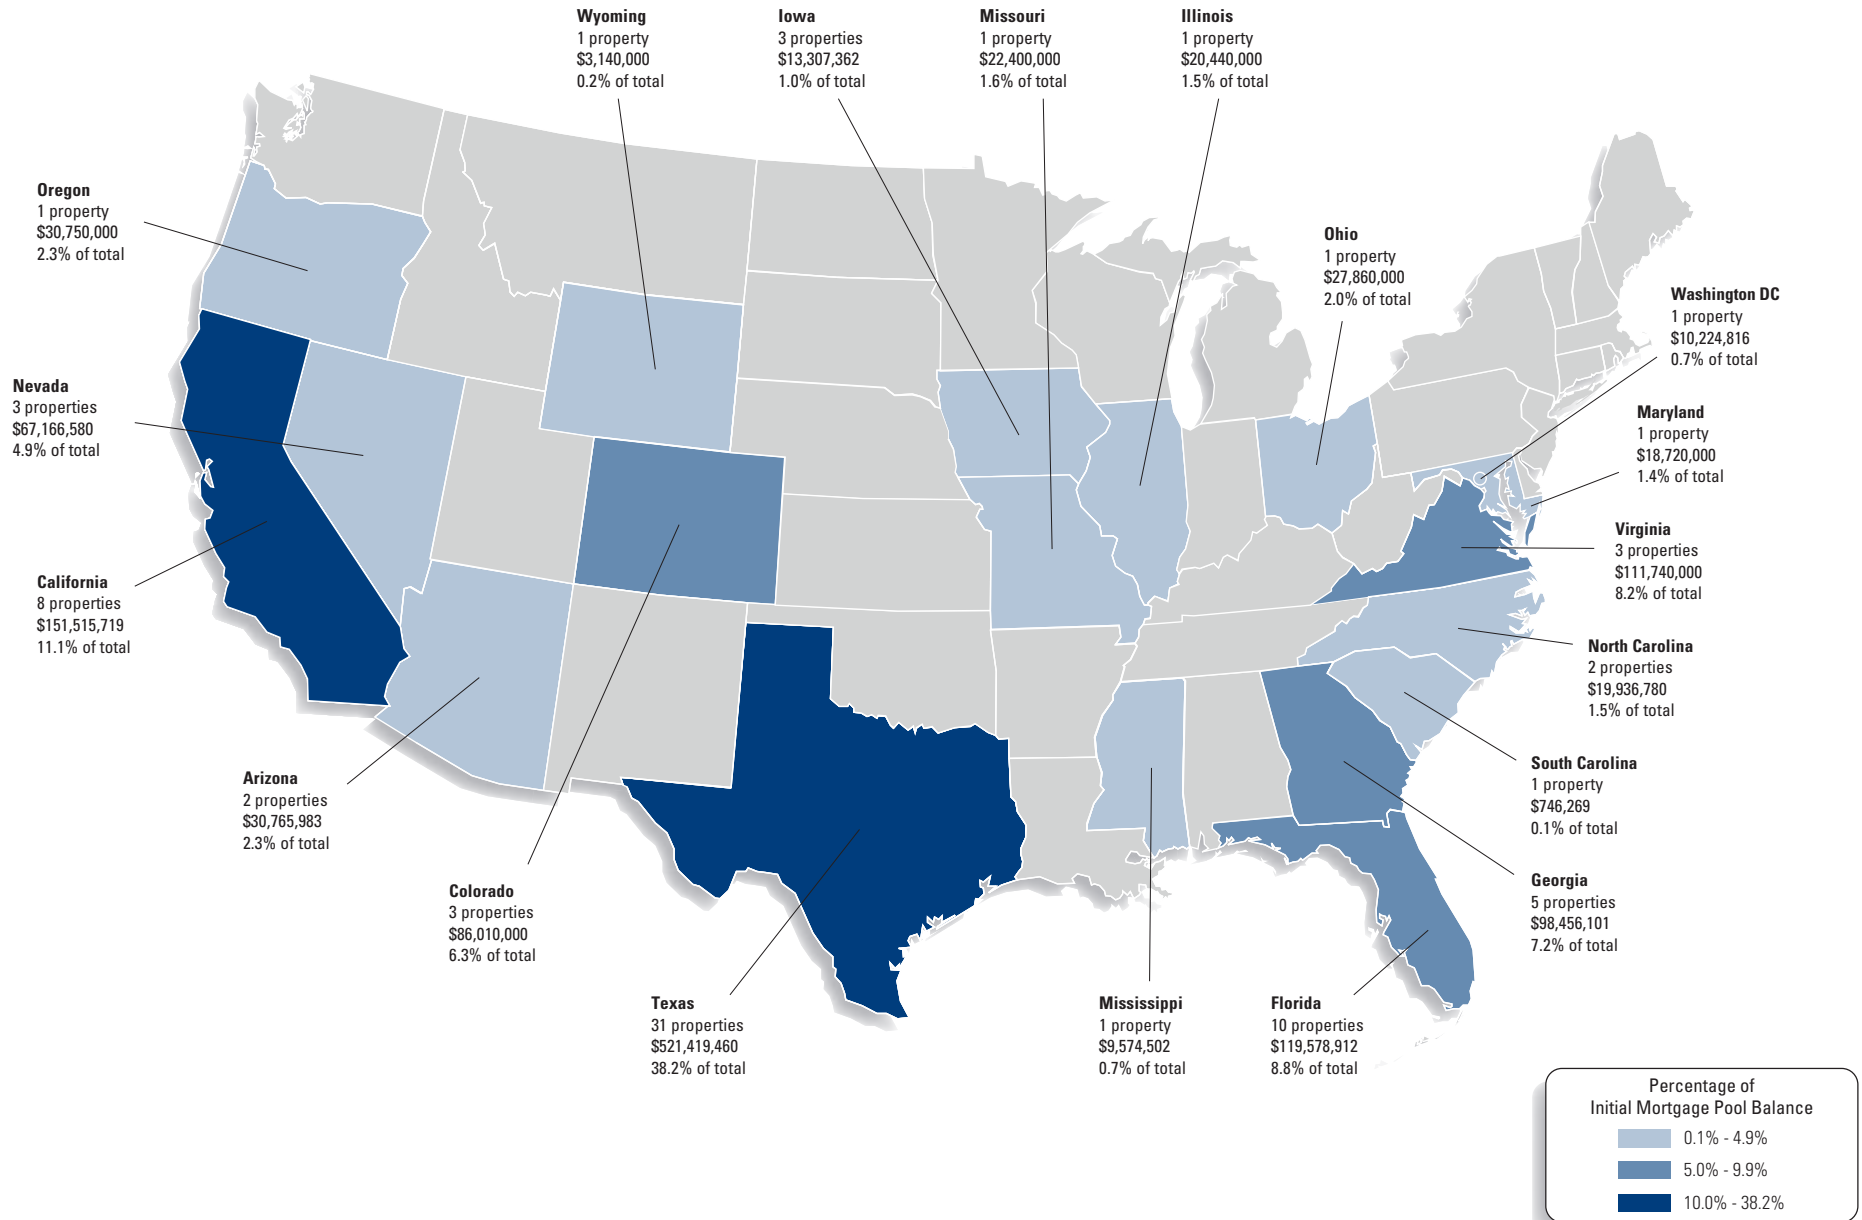 Wyoming
1 property
$3,140,000
0.2% of total
Iowa
3 properties
$13,307,362
1.0% of total
Missouri
1 property
$22,400,000
1.6% of total
Illinois
1 property
$20,440,000
1.5% of total
Oregon
1 property
$30,750,000
2.3% of total
Ohio
1 property
$27,860,000
2.0% of total
Washington DC
1 property
$10,224,816
0.7% of total
Nevada
3 properties
$67,166,580
4.9% of total
Maryland
1 property
$18,720,000
1.4% of total
Virginia
3 properties
$111,740,000
8.2% of total
California
8 properties
$151,515,719
11.1% of total
North Carolina
2 properties
$19,936,780
1.5% of total
Arizona
2 properties
$30,765,983
2.3% of total
South Carolina
1 property
$746,269
0.1% of total
Colorado
3 properties
$86,010,000
6.3% of total
Georgia
5 properties
$98,456,101
7.2% of total
Texas
31 properties
$521,419,460
38.2% of total
Mississippi
1 property
$9,574,502
0.7% of total
Florida
10 properties
$119,578,912
8.8% of total
Percentage of
Initial Mortgage Pool Balance
0.1% - 4.9%
5.0% - 9.9%
10.0% - 38.2%